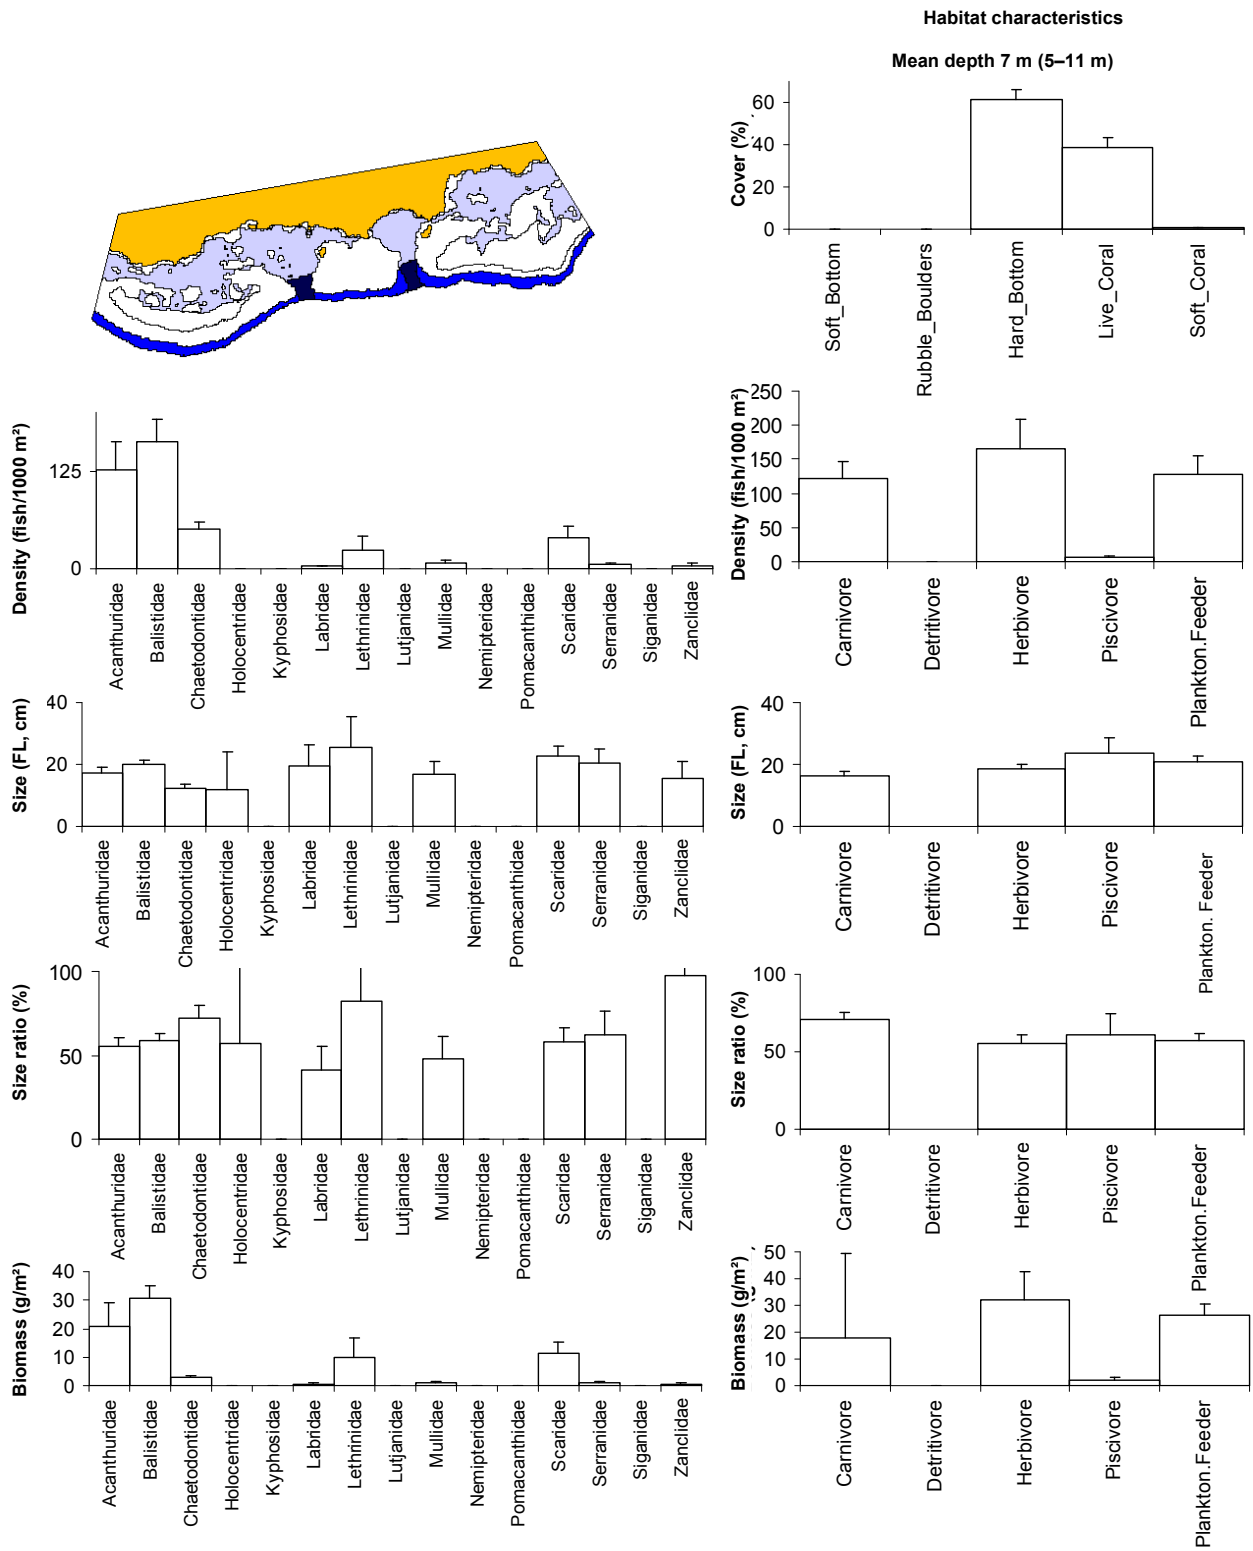 Habitat characteristics
Mean depth 7 m (5–11 m)
Cover (%)
60
40
20
0
Soft_Bottom
Rubble_Boulders
Hard_Bottom
Live_Coral
Soft_Coral
Density (fish/1000 m²)
125
0
Acanthuridae
Balistidae
Chaetodontidae
Holocentridae
Kyphosidae
Labridae
Lethrinidae
Lutjanidae
Mullidae
Nemipteridae
Pomacanthidae
Scaridae
Serranidae
Siganidae
Zanclidae
Density (fish/1000 m²)
250
200
150
100
50
0
Carnivore
Detritivore
Herbivore
Piscivore
Plankton.Feeder
Size (FL, cm)
40
20
0
Acanthuridae
Balistidae
Chaetodontidae
Holocentridae
Kyphosidae
Labridae
Lethrinidae
Lutjanidae
Mullidae
Nemipteridae
Pomacanthidae
Scaridae
Serranidae
Siganidae
Zanclidae
Size (FL, cm)
40
20
0
Carnivore
Detritivore
Herbivore
Piscivore
Plankton. Feeder
Size ratio (%)
100
50
0
Acanthuridae
Balistidae
Chaetodontidae
Holocentridae
Kyphosidae
Labridae
Lethrinidae
Lutjanidae
Mullidae
Nemipteridae
Pomacanthidae
Scaridae
Serranidae
Siganidae
Zanclidae
Size ratio (%)
100
50
0
Carnivore
Detritivore
Herbivore
Piscivore
Plankton.Feeder
Biomass (g/m²)
40
30
20
10
0
Acanthuridae
Balistidae
Chaetodontidae
Holocentridae
Kyphosidae
Labridae
Lethrinidae
Lutjanidae
Mullidae
Nemipteridae
Pomacanthidae
Scaridae
Serranidae
Siganidae
Zanclidae
Biomass (g/m²)
50
40
30
20
10
0
Carnivore
Detritivore
Herbivore
Piscivore
Plankton.Feeder